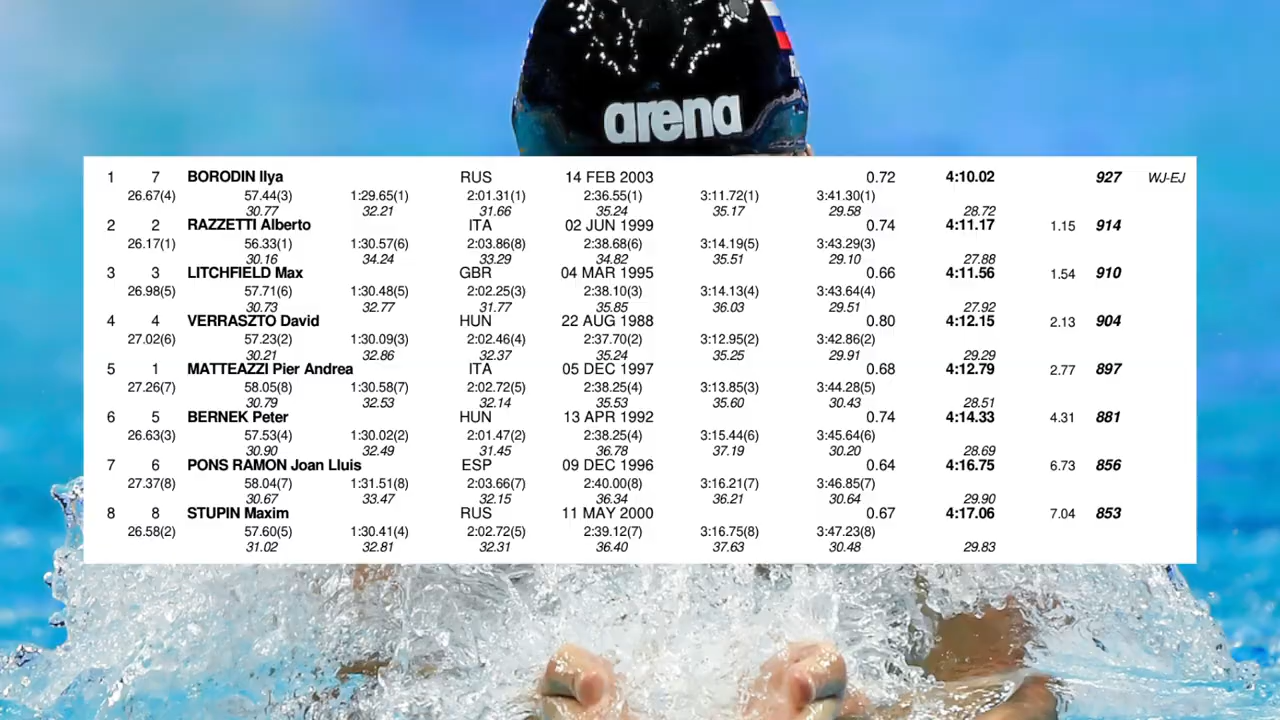 arena
1 7 BORODIN Ilya RUS 14 FEB 2003 0.72 4:10.02 927 WJ-EJ
26.67(4) 57.44(3) 1:29.65(1) 2:01.31(1) 2:36.55(1) 3:11.72(1) 3:41.30(1)
30.77 32.21 31.66 35.24 35.17 29.58 28.72
2 2 RAZZETTI Alberto ITA 02 JUN 1999 0.74 4:11.17 1.15 914
26.17(1) 56.33(1) 1:30.57(6) 2:03.86(8) 2:38.68(6) 3:14.19(5) 3:43.29(3)
30.16 34.24 33.29 34.82 35.51 29.10 27.88
3 3 LITCHFIELD Max GBR 04 MAR 1995 0.66 4:11.56 1.54 910
26.98(5) 57.71(6) 1:30.48(5) 2:02.25(3) 2:38.10(3) 3:14.13(4) 3:43.64(4)
30.73 32.77 31.77 35.85 36.03 29.51 27.92
4 4 VERRASZTO David HUN 22 AUG 1988 0.80 4:12.15 2.13 904
27.02(6) 57.23(2) 1:30.09(3) 2:02.46(4) 2:37.70(2) 3:12.95(2) 3:42.86(2)
30.21 32.86 32.37 35.24 35.25 29.91 29.29
5 1 MATTEAZZI Pier Andrea ITA 05 DEC 1997 0.68 4:12.79 2.77 897
27.26(7) 58.05(8) 1:30.58(7) 2:02.72(5) 2:38.25(4) 3:13.85(3) 3:44.28(5)
30.79 32.53 32.14 35.53 35.60 30.43 28.51
6 5 BERNEK Peter HUN 13 APR 1992 0.74 4:14.33 4.31 881
26.63(3) 57.53(4) 1:30.02(2) 2:01.47(2) 2:38.25(4) 3:15.44(6) 3:45.64(6)
30.90 32.49 31.45 36.78 37.19 30.20 28.69
7 6 PONS RAMON Joan Lluis ESP 09 DEC 1996 0.64 4:16.75 6.73 856
27.37(8) 58.04(7) 1:31.51(8) 2:03.66(7) 2:40.00(8) 3:16.21(7) 3:46.85(7)
30.67 33.47 32.15 36.34 36.21 30.64 29.90
8 8 STUPIN Maxim RUS 11 MAY 2000 0.67 4:17.06 7.04 853
26.58(2) 57.60(5) 1:30.41(4) 2:02.72(5) 2:39.12(7) 3:16.75(8) 3:47.23(8)
31.02 32.81 32.31 36.40 37.63 30.48 29.83